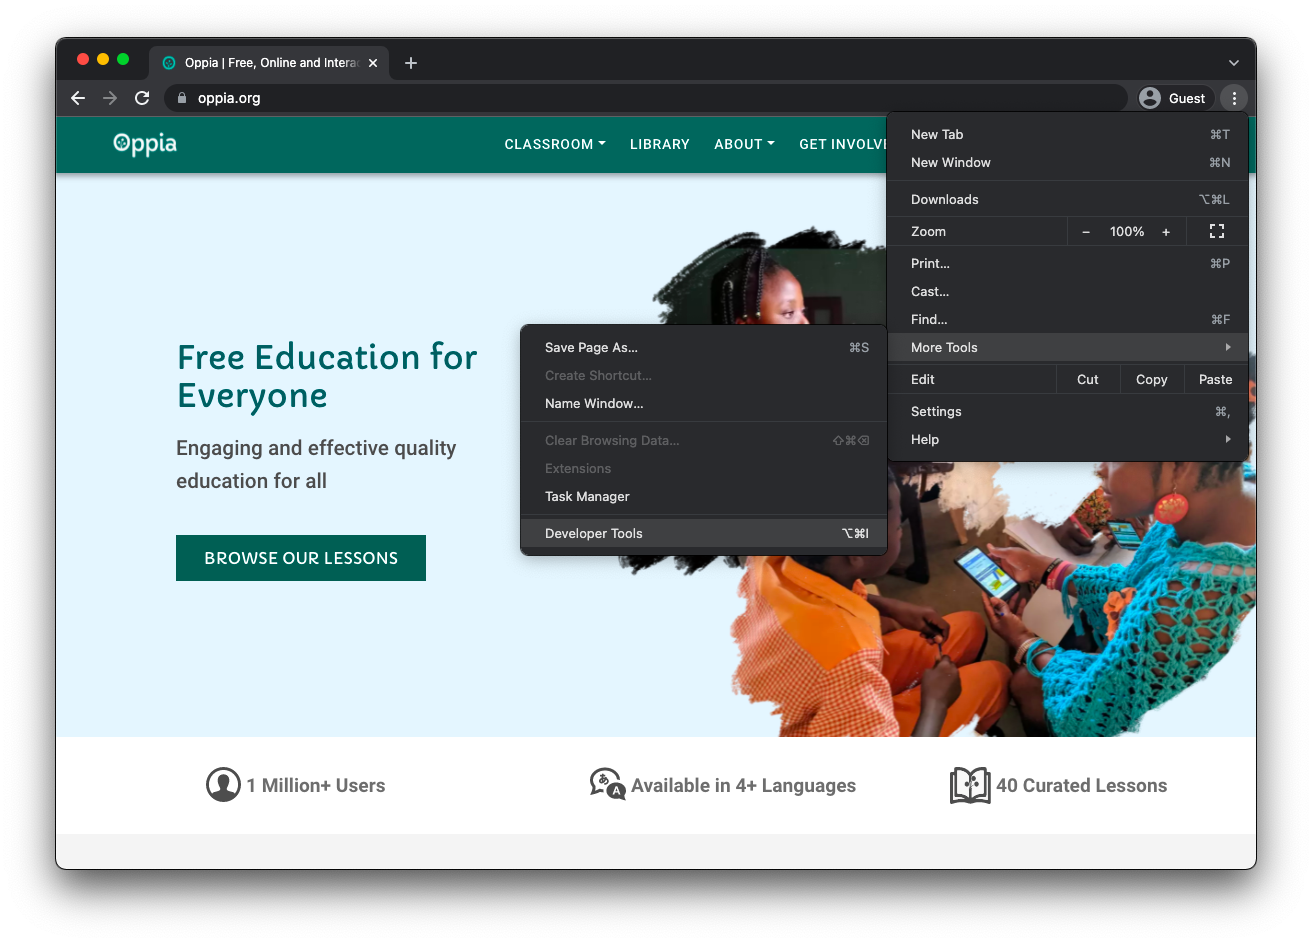 Oppia | Free, Online and Intera
oppia.org
Guest
Oppia
CLASSROOM
LIBRARY
ABOUT
GET INVOLVE
New Tab ⌘T
New Window ⌘N
Downloads ⌥⌘L
Zoom - 100% +
Print... ⌘P
Cast...
Find... ⌘F
More Tools
Edit Cut Copy Paste
Settings ⌘,
Help
Save Page As... ⌘S
Create Shortcut...
Name Window...
Clear Browsing Data... ⇧⌘⌫
Extensions
Task Manager
Developer Tools ⌥⌘I
Free Education for
Everyone
Engaging and effective quality
education for all
BROWSE OUR LESSONS
1 Million+ Users
Available in 4+ Languages
40 Curated Lessons